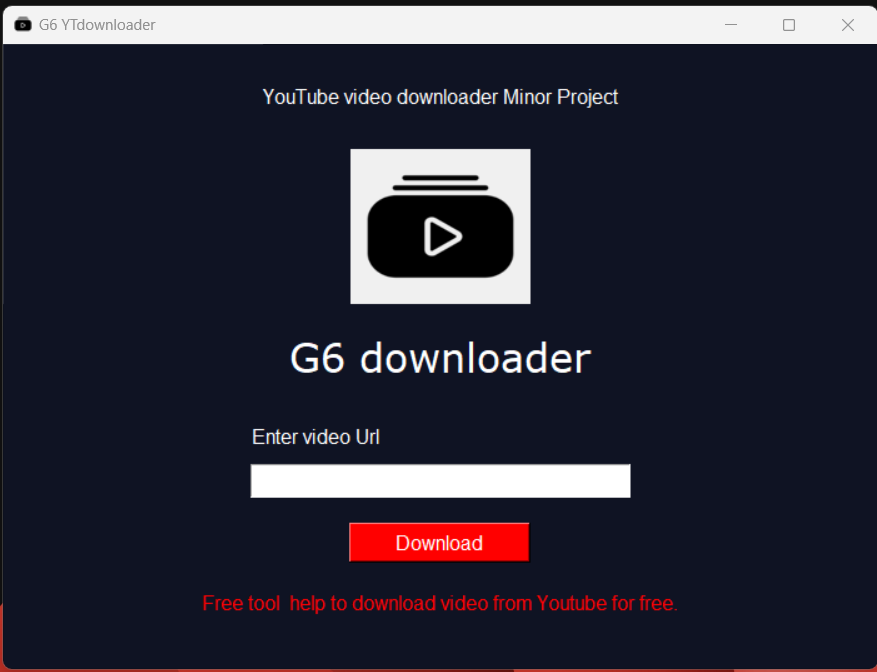 G6 YTdownloader
YouTube video downloader Minor Project
G6 downloader
Enter video Url
Download
Free tool  help to download video from Youtube for free.